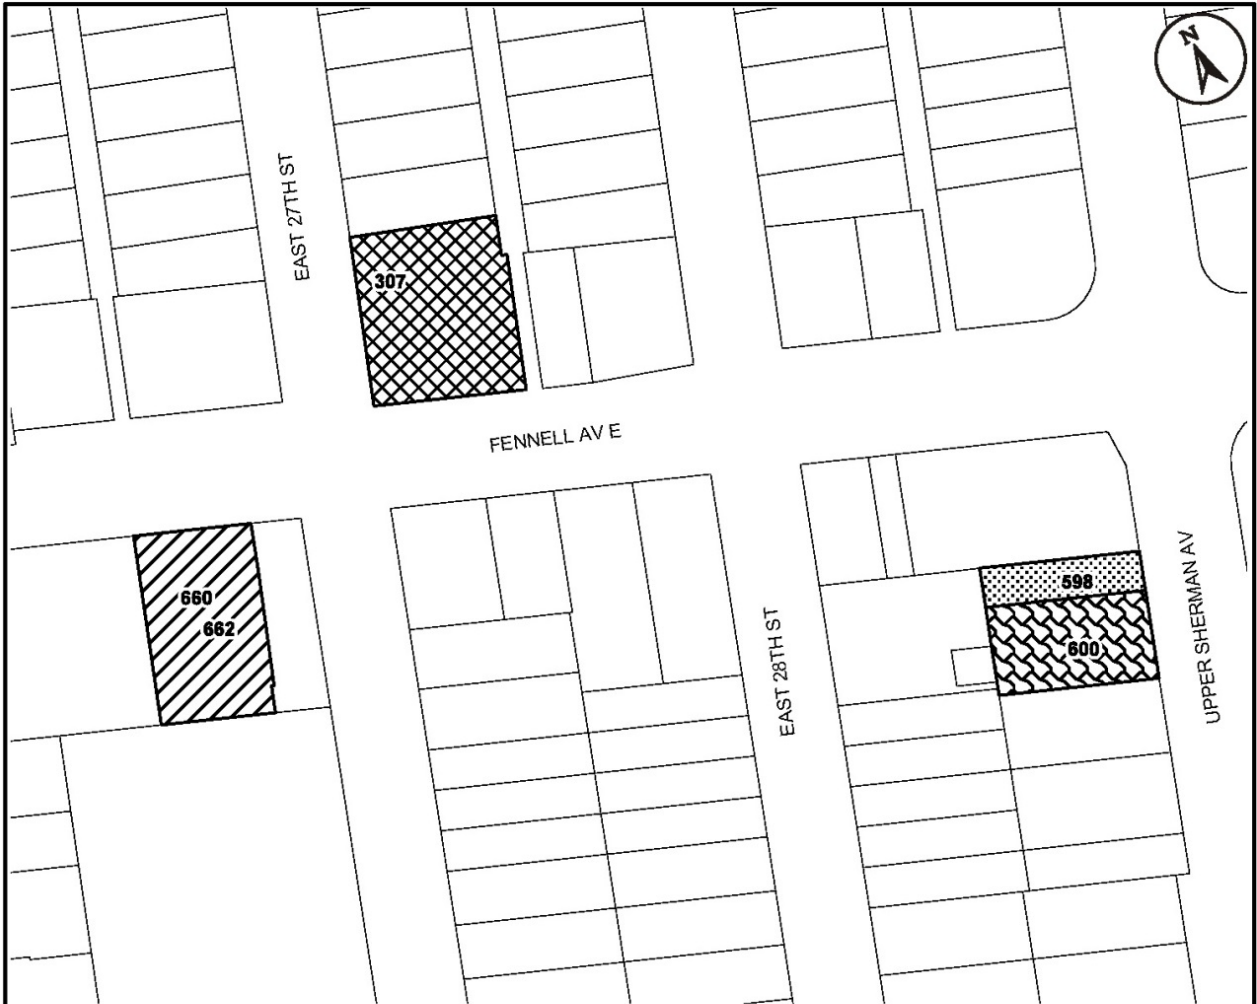 N
EAST 27TH ST
307
FENNELL AV E
660
662
598
600
EAST 28TH ST
UPPER SHERMAN AV